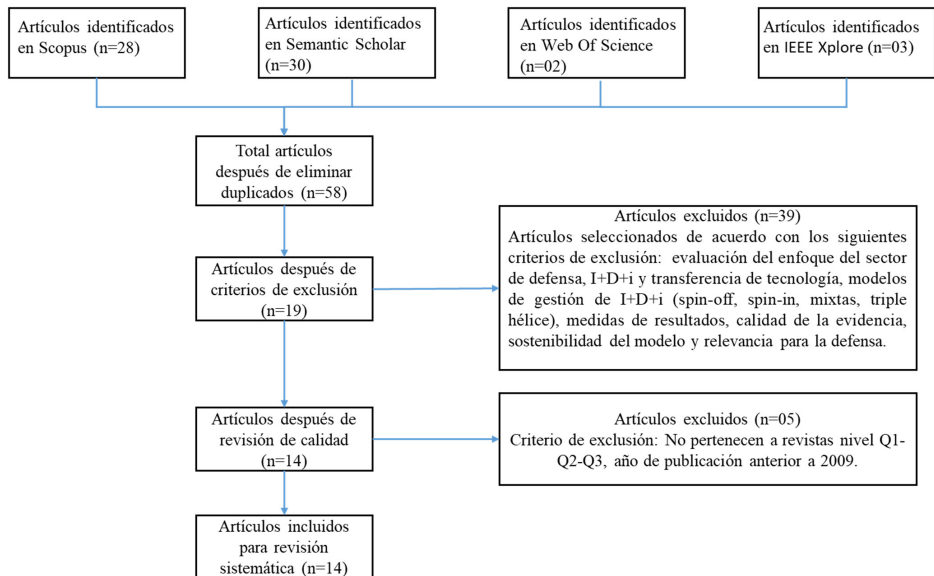 Artículos identificados
en Scopus (n=28)
Artículos identificados
en Semantic Scholar
(n=30)
Artículos identificados
en Web Of Science
(n=02)
Artículos identificados
en IEEE Xplore (n=03)
Total artículos
después de eliminar
duplicados (n=58)
Artículos después de
criterios de exclusión
(n=19)
Artículos excluidos (n=39)
Artículos seleccionados de acuerdo con los siguientes
criterios de exclusión: evaluación del enfoque del sector
de defensa, I+D+i y transferencia de tecnología, modelos
de gestión de I+D+i (spin-off, spin-in, mixtas, triple
hélice), medidas de resultados, calidad de la evidencia,
sostenibilidad del modelo y relevancia para la defensa.
Artículos después de
revisión de calidad
(n=14)
Artículos excluidos (n=05)
Criterio de exclusión: No pertenecen a revistas nivel Q1-
Q2-Q3, año de publicación anterior a 2009.
Artículos incluidos
para revisión
sistemática (n=14)